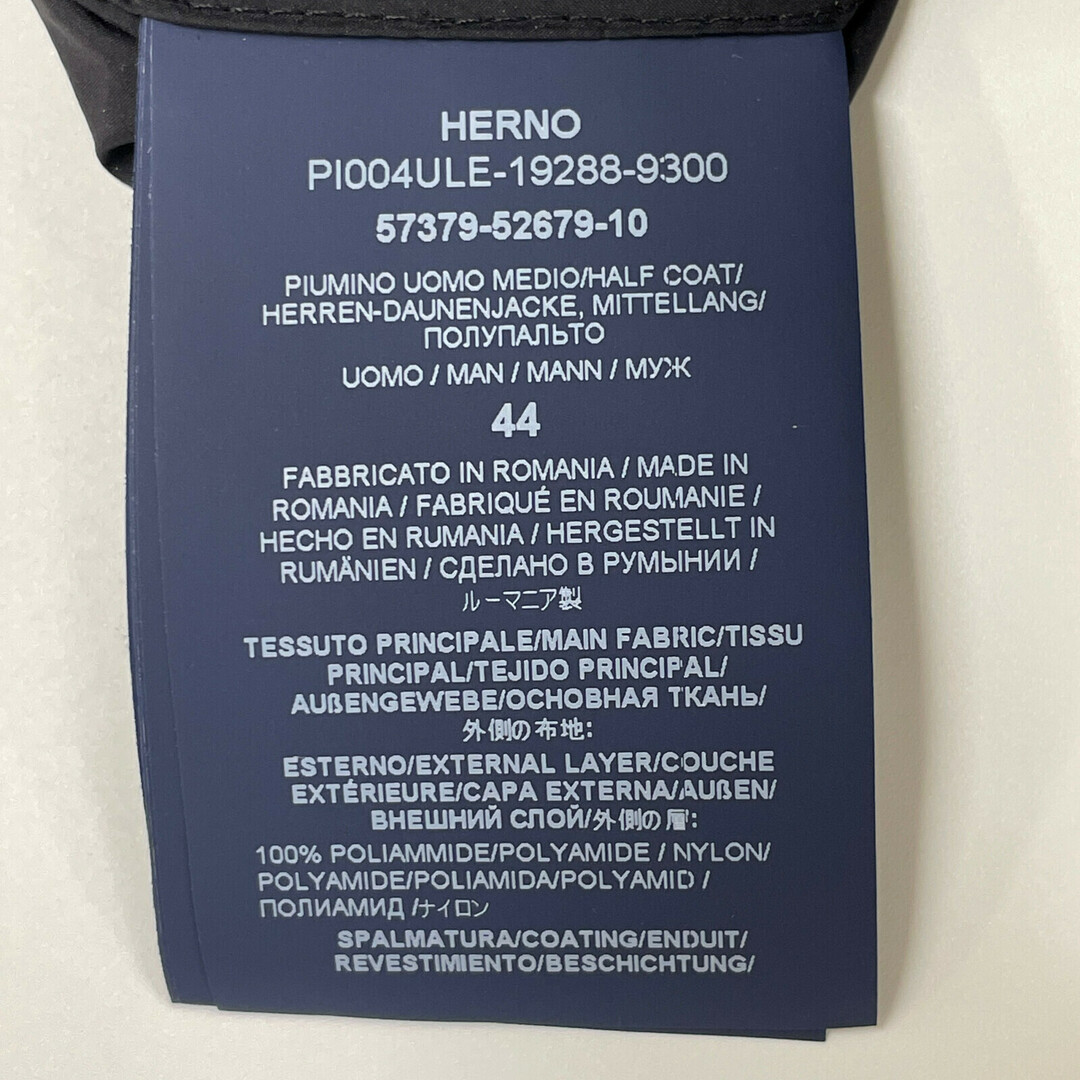 HERNO
PI004ULE-19288-9300
57379-52679-10
PIUMINO UOMO MEDIO/HALF COAT/
HERREN-DAUNENJACKE, MITTELLANG/
ПОЛУПАЛЬТО
UOMO / MAN / MANN / МУЖ
44
FABBRICATO IN ROMANIA / MADE IN
ROMANIA / FABRIQUÉ EN ROUMANIE /
HECHO EN RUMANIA / HERGESTELLT IN
RUMÄNIEN / СДЕЛАНО В РУМЫНИИ /
ルーマニア製
TESSUTO PRINCIPALE/MAIN FABRIC/TISSU
PRINCIPAL/TEJIDO PRINCIPAL/
AUßENGEWEBE/ОСНОВНАЯ ТКАНЬ/
外側の布地:
ESTERNO/EXTERNAL LAYER/COUCHE
EXTÉRIEURE/CAPA EXTERNA/AUßEN/
ВНЕШНИЙ СЛОЙ/外側の層:
100% POLIAMMIDE/POLYAMIDE / NYLON/
POLYAMIDE/POLIAMIDA/POLYAMID /
ПОЛИАМИД /ナイロン
SPALMATURA/COATING/ENDUIT/
REVESTIMIENTO/BESCHICHTUNG/